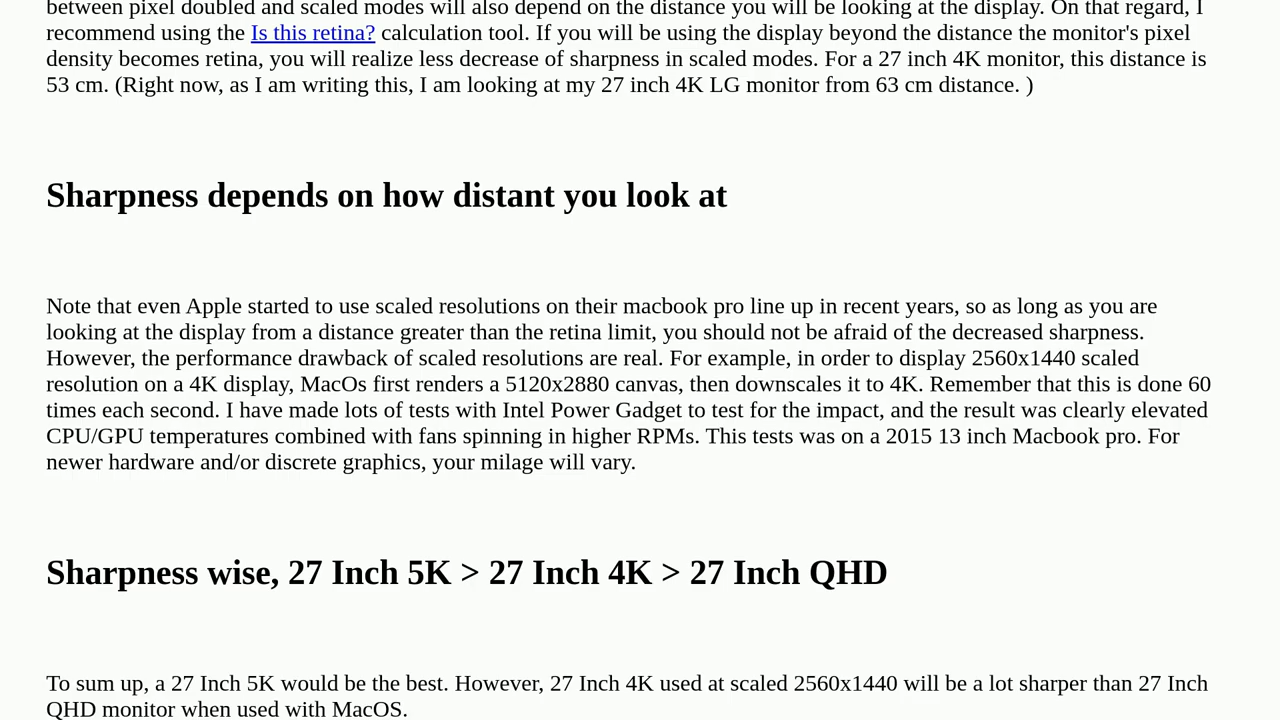 between pixel doubled and scaled modes will also depend on the distance you will be looking at the display. On that regard, I
recommend using the Is this retina? calculation tool. If you will be using the display beyond the distance the monitor's pixel
density becomes retina, you will realize less decrease of sharpness in scaled modes. For a 27 inch 4K monitor, this distance is
53 cm. (Right now, as I am writing this, I am looking at my 27 inch 4K LG monitor from 63 cm distance. )
Sharpness depends on how distant you look at
Note that even Apple started to use scaled resolutions on their macbook pro line up in recent years, so as long as you are
looking at the display from a distance greater than the retina limit, you should not be afraid of the decreased sharpness.
However, the performance drawback of scaled resolutions are real. For example, in order to display 2560x1440 scaled
resolution on a 4K display, MacOs first renders a 5120x2880 canvas, then downscales it to 4K. Remember that this is done 60
times each second. I have made lots of tests with Intel Power Gadget to test for the impact, and the result was clearly elevated
CPU/GPU temperatures combined with fans spinning in higher RPMs. This tests was on a 2015 13 inch Macbook pro. For
newer hardware and/or discrete graphics, your milage will vary.
Sharpness wise, 27 Inch 5K > 27 Inch 4K > 27 Inch QHD
To sum up, a 27 Inch 5K would be the best. However, 27 Inch 4K used at scaled 2560x1440 will be a lot sharper than 27 Inch
QHD monitor when used with MacOS.